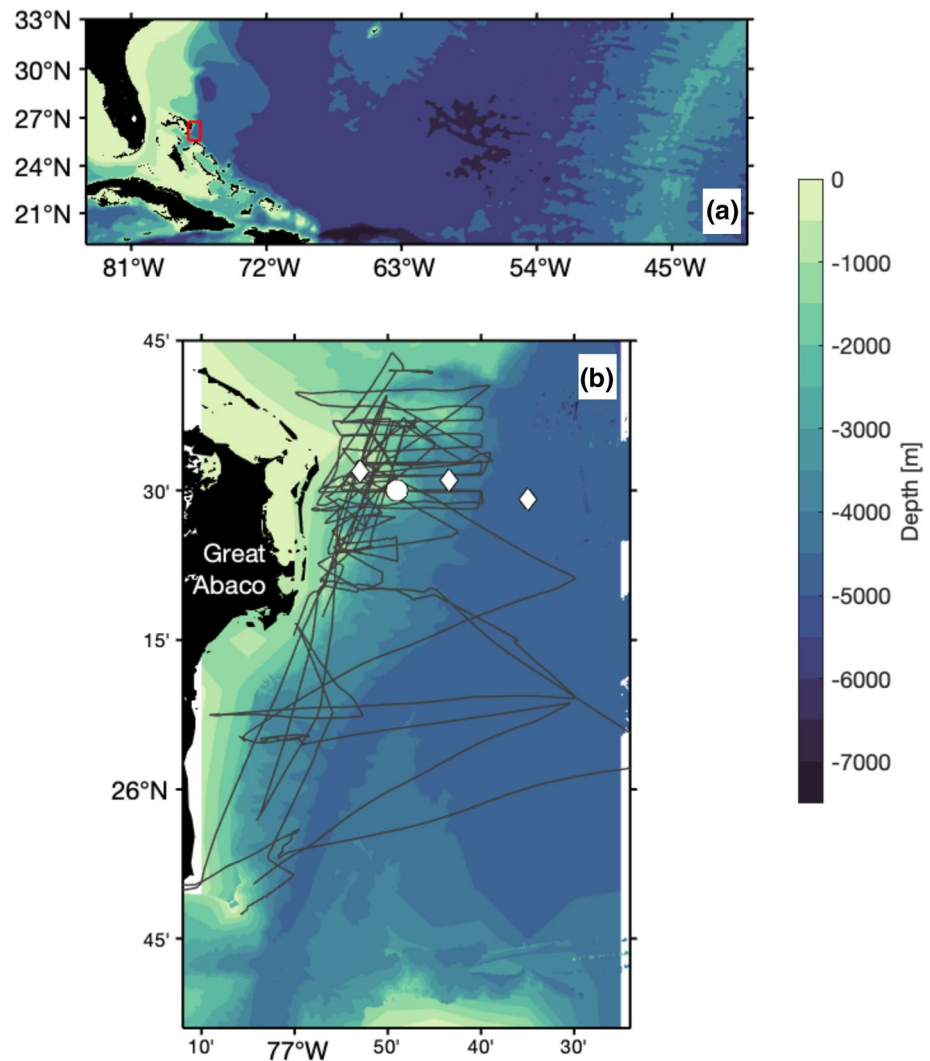 33°N
30°N
27°N
24°N
21°N
(a)
81°W
72°W
63°W
54°W
45°W
0
-1000
-2000
-3000
-4000
-5000
-6000
-7000
Depth [m]
45'
(b)
30'
Great
Abaco
15'
26°N
45'
10'
77°W
50'
40'
30'